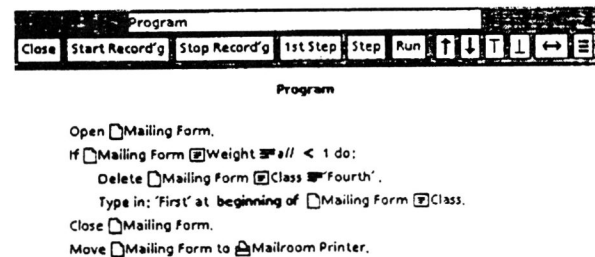 Program
Close Start Record'g Stop Record'g 1st Step Step Run
Program
Open Mailing Form.
If Mailing Form Weight all < 1 do:
Delete Mailing Form Class 'Fourth'.
Type in: 'First' at beginning of Mailing Form Class.
Close Mailing Form.
Move Mailing Form to Mailroom Printer.